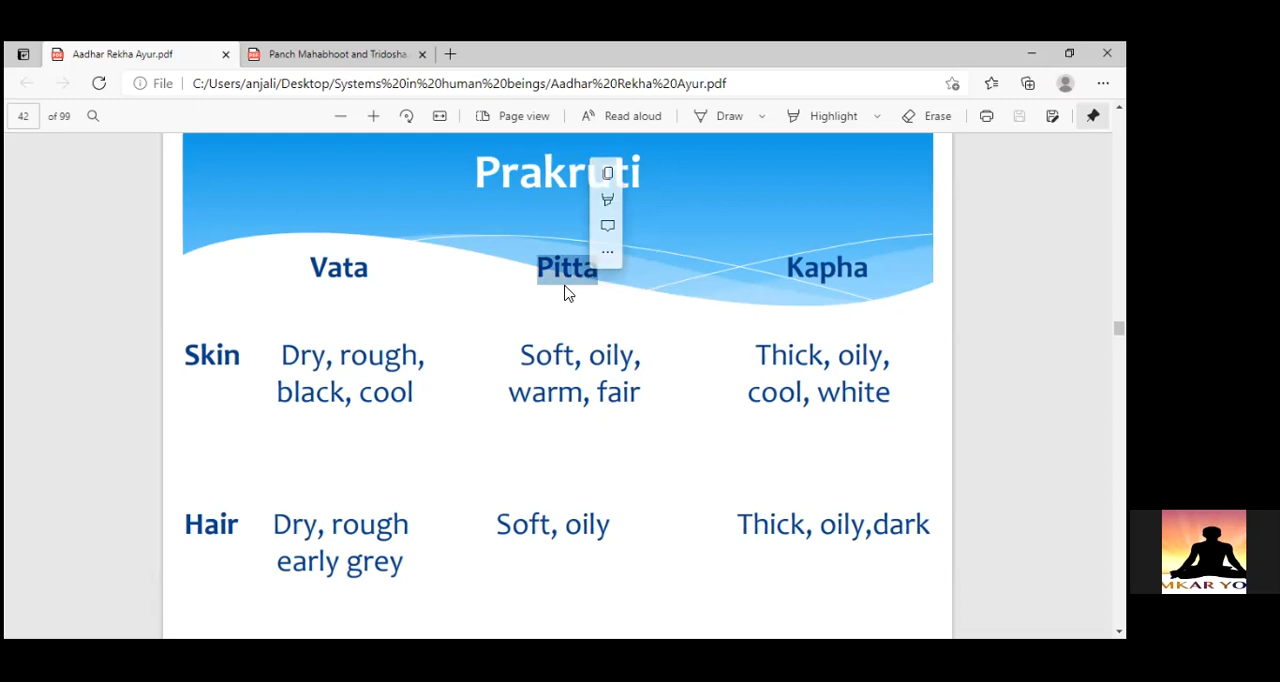 Aadhar Rekha Ayur.pdf
Panch Mahabhoot and Tridosha
File C:/Users/anjali/Desktop/Systems%20in%20human%20beings/Aadhar%20Rekha%20Ayur.pdf
42 of 99 Page view Read aloud Draw Highlight Erase
Prakruti
Vata Pitta Kapha
Skin Dry, rough, Soft, oily, Thick, oily,
black, cool warm, fair cool, white
Hair Dry, rough Soft, oily Thick, oily,dark
early grey
MKAR YO